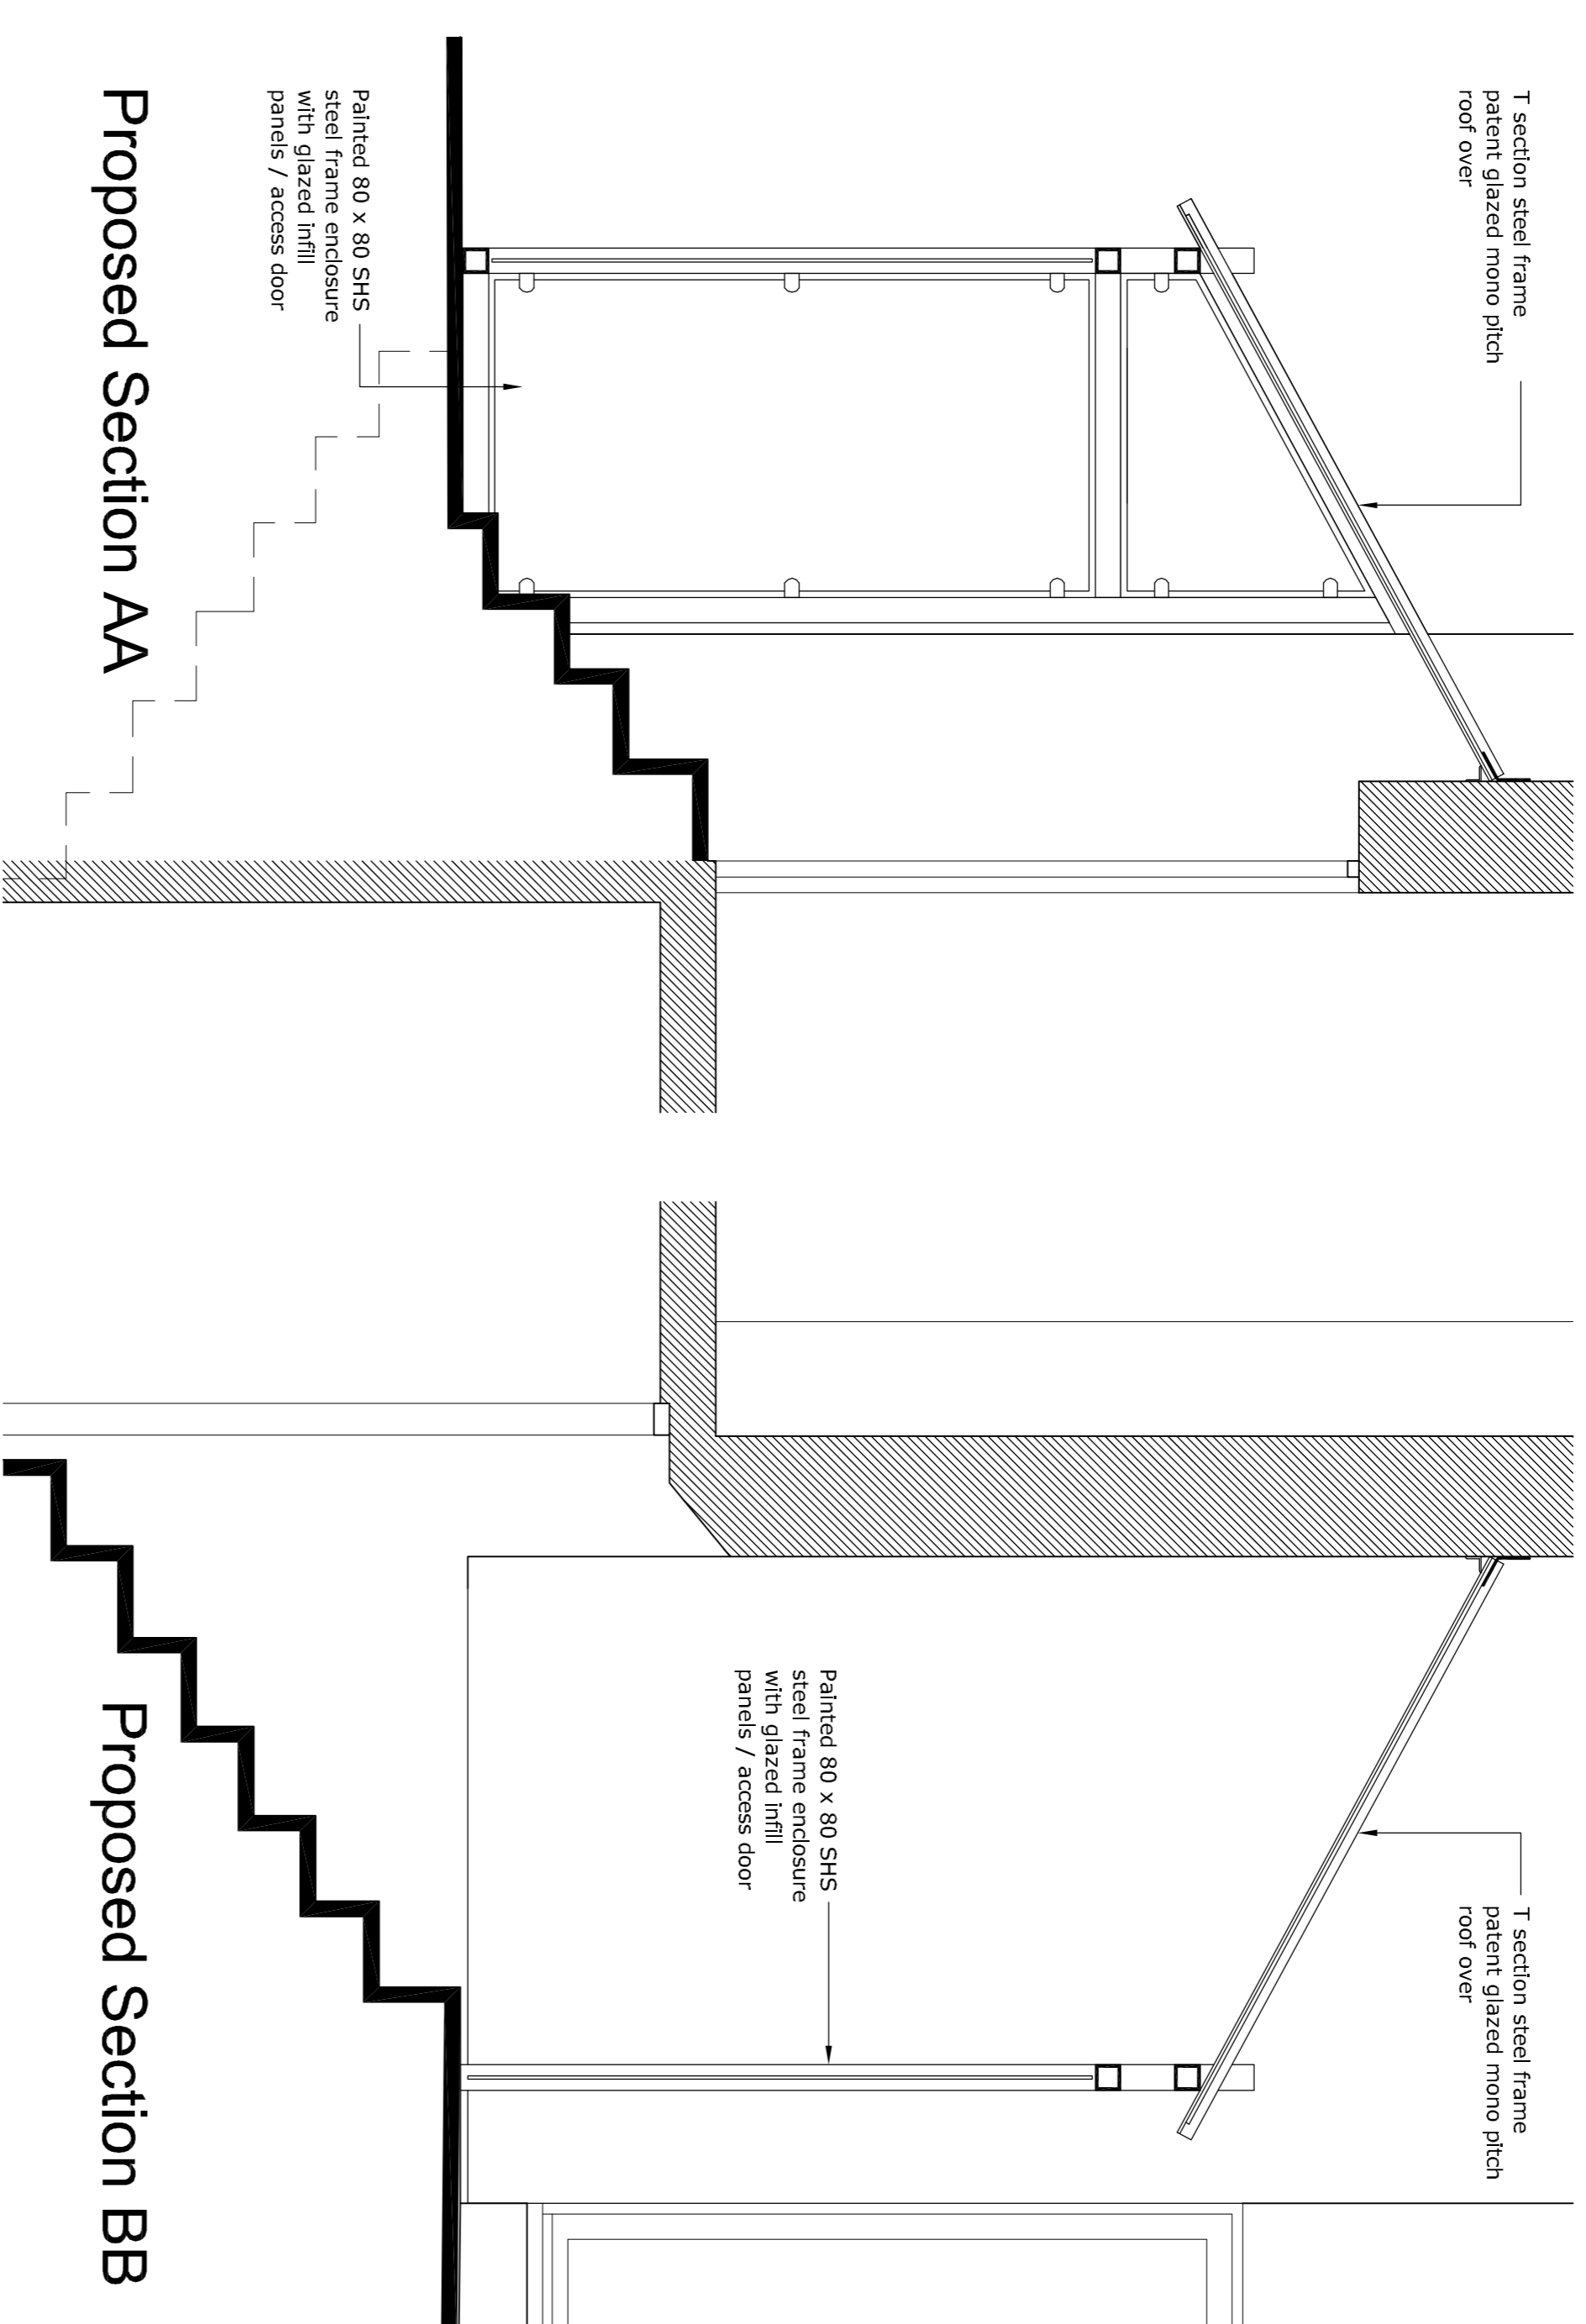 T section steel frame
patent glazed mono pitch
roof over
Painted 80 x 80 SHS
steel frame enclosure
with glazed infill
panels / access door
Proposed Section AA
T section steel frame
patent glazed mono pitch
roof over
Painted 80 x 80 SHS
steel frame enclosure
with glazed infill
panels / access door
Proposed Section BB